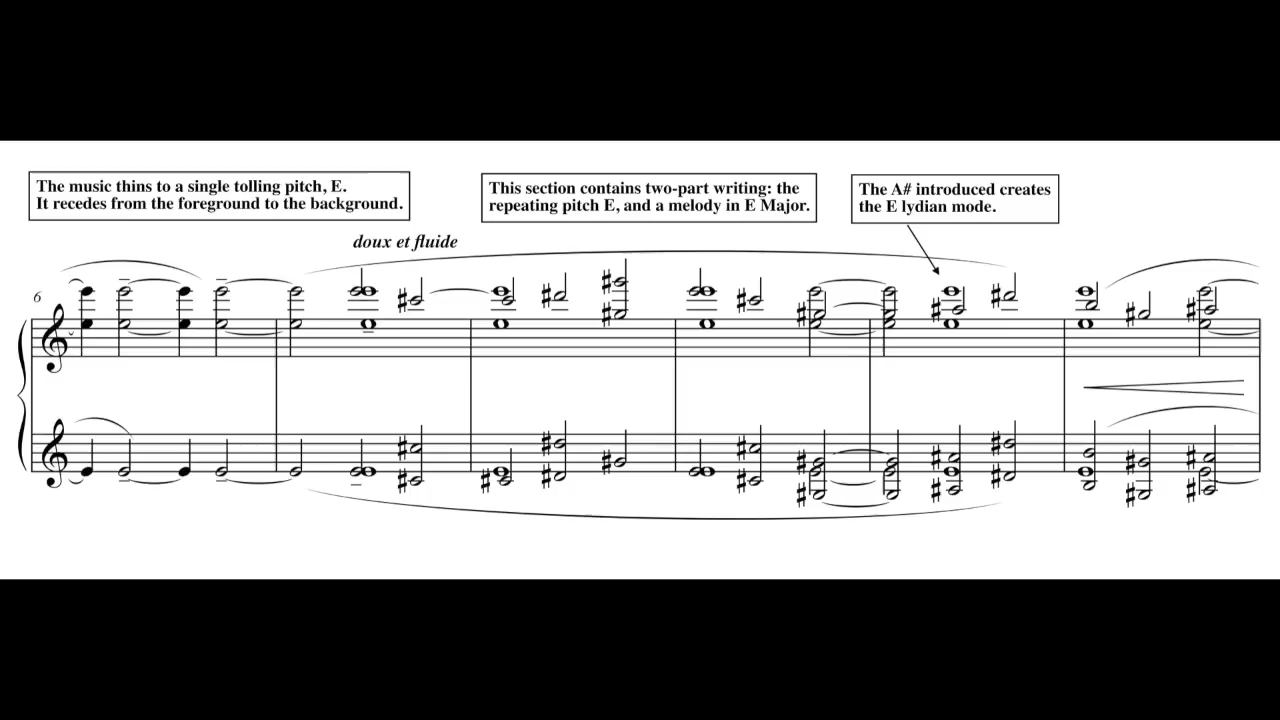 The music thins to a single tolling pitch, E.
It recedes from the foreground to the background.
This section contains two-part writing: the
repeating pitch E, and a melody in E Major.
The A# introduced creates
the E lydian mode.
doux et fluide
6